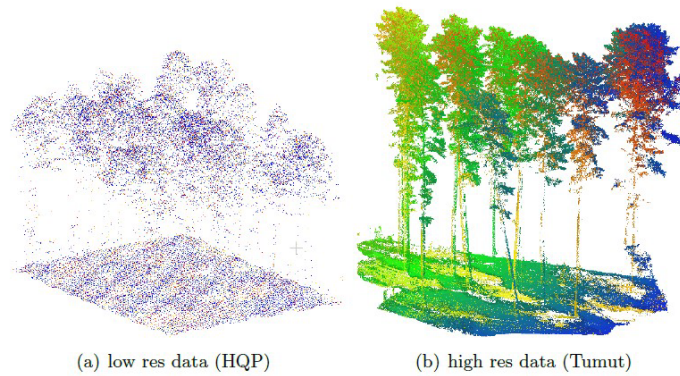 (a) low res data (HQP)
(b) high res data (Tumut)